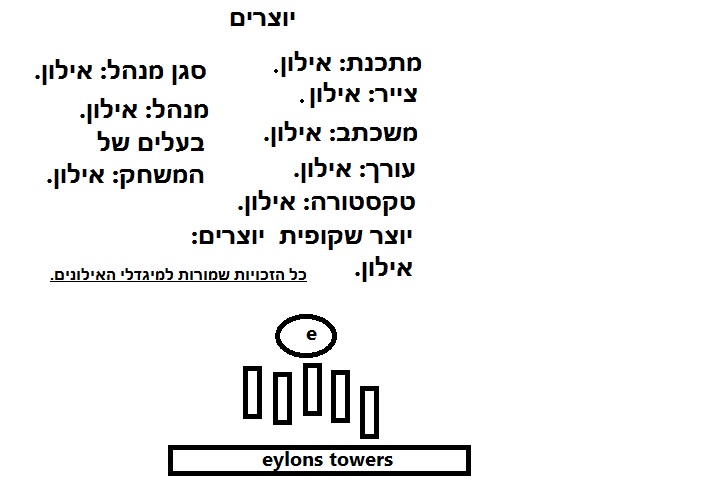 יוצרים
מתכנת: אילון.
צייר: אילון.
משכתב: אילון.
עורך: אילון.
טקסטורה: אילון.
יוצר שקופית יוצרים:
אילון.
סגן מנהל: אילון.
מנהל: אילון.
בעלים של
המשחק: אילון.
כל הזכויות שמורות למיגדלי האילונים.
e
eylons towers